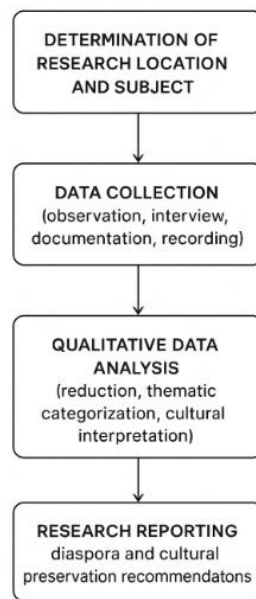 DETERMINATION OF
RESEARCH LOCATION
AND SUBJECT
DATA COLLECTION
(observation, interview,
documentation, recording)
QUALITATIVE DATA
ANALYSIS
(reduction, thematic
categorization, cultural
interpretation)
RESEARCH REPORTING
diaspora and cultural
preservation recommendatons